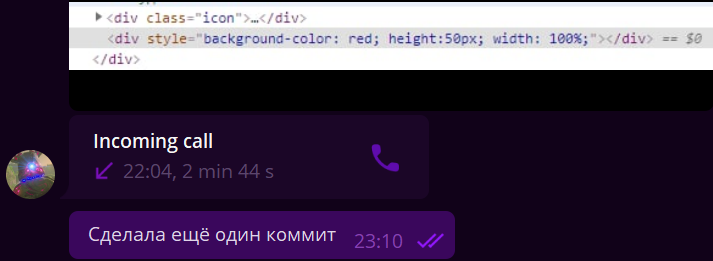 <div class="icon">…</div>
<div style="background-color: red; height:50px; width: 100%;"></div> == $0
</div>
Incoming call
22:04, 2 min 44 s
Сделала ещё один коммит 23:10